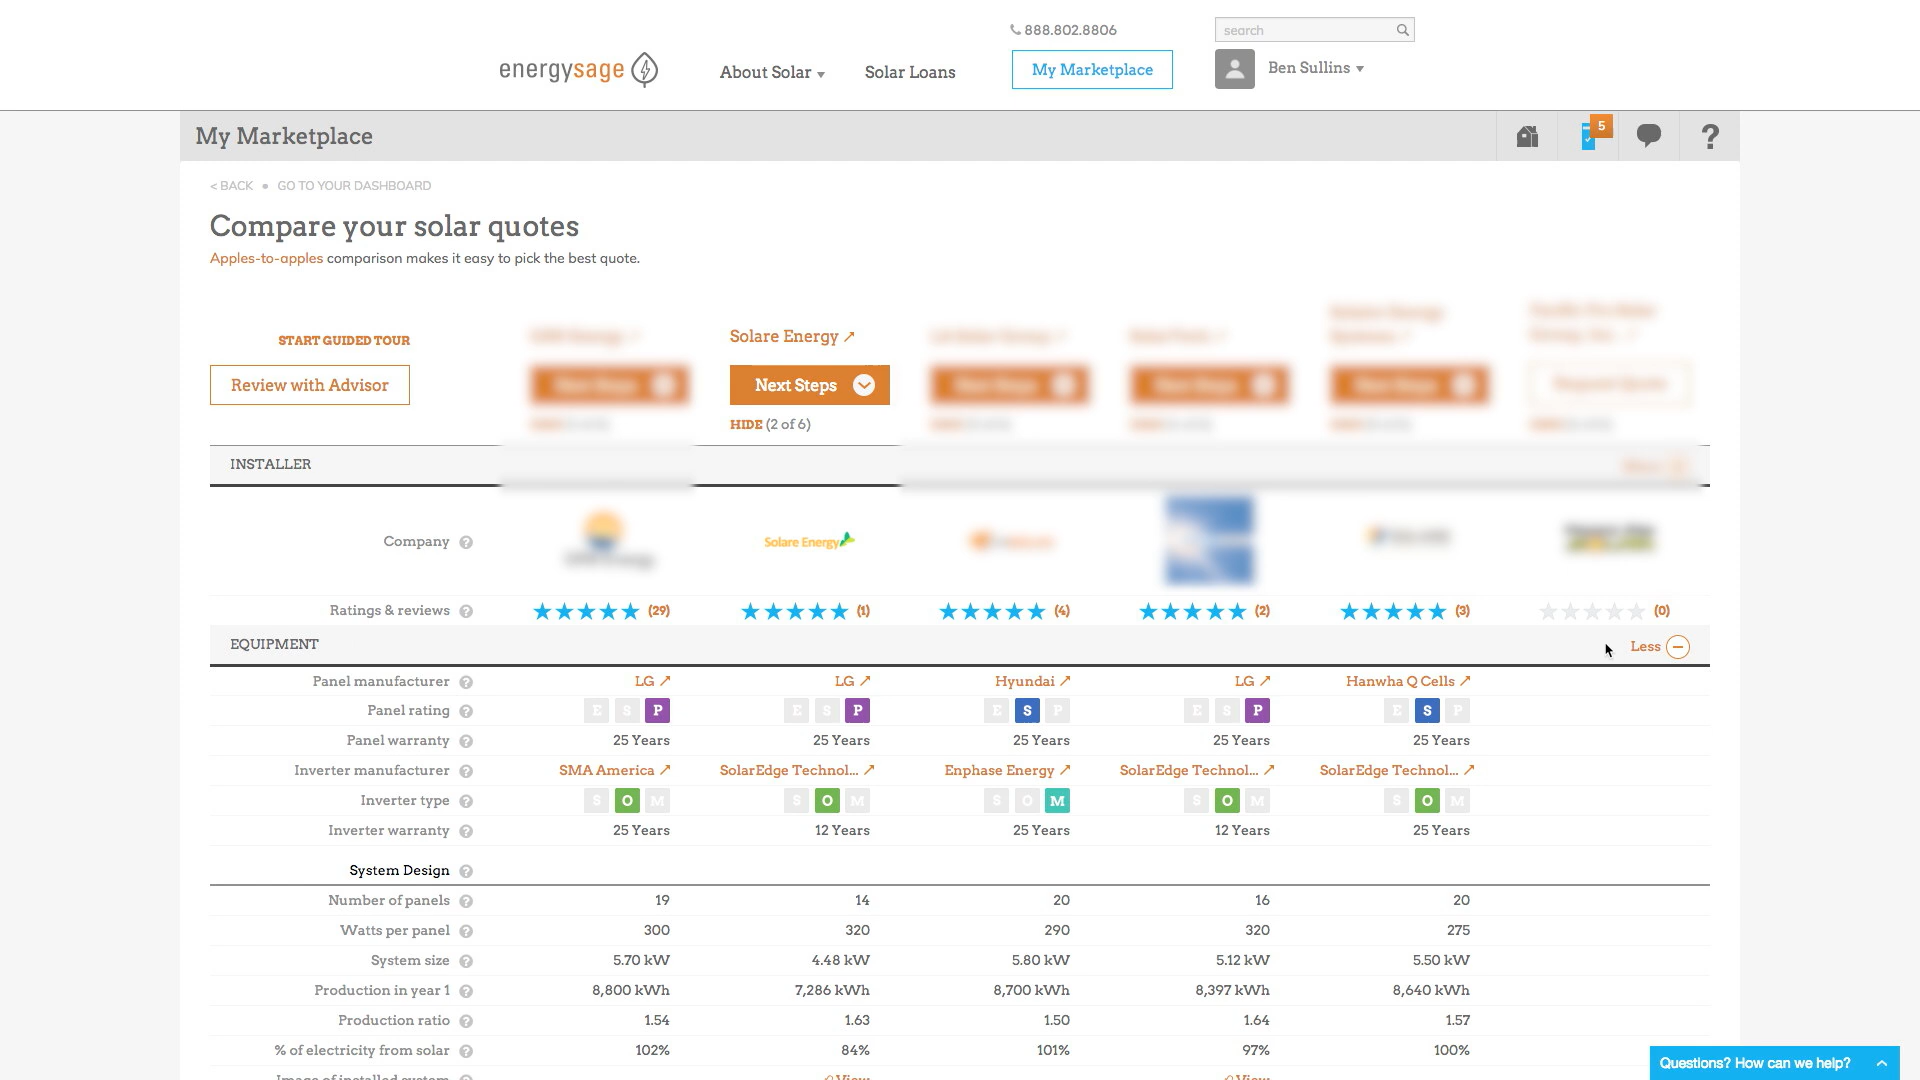 888.802.8806
search
energysage
About Solar
Solar Loans
My Marketplace
Ben Sullins
My Marketplace
5
?
< BACK • GO TO YOUR DASHBOARD
Compare your solar quotes
Apples-to-apples comparison makes it easy to pick the best quote.
START GUIDED TOUR
Review with Advisor
Solare Energy
Next Steps
HIDE (2 of 6)
INSTALLER
Company ?
Solare Energy
Ratings & reviews ? (29) (1) (4) (2) (3) (0)
EQUIPMENT Less
Panel manufacturer ? LG LG Hyundai LG Hanwha Q Cells
Panel rating ? E S P E S P E S P E S P E S P
Panel warranty ? 25 Years 25 Years 25 Years 25 Years 25 Years
Inverter manufacturer ? SMA America SolarEdge Technol... Enphase Energy SolarEdge Technol... SolarEdge Technol...
Inverter type ? S O M S O M S O M S O M S O M
Inverter warranty ? 25 Years 12 Years 25 Years 12 Years 25 Years
System Design ?
Number of panels ? 19 14 20 16 20
Watts per panel ? 300 320 290 320 275
System size ? 5.70 kW 4.48 kW 5.80 kW 5.12 kW 5.50 kW
Production in year 1 ? 8,800 kWh 7,286 kWh 8,700 kWh 8,397 kWh 8,640 kWh
Production ratio ? 1.54 1.63 1.50 1.64 1.57
% of electricity from solar ? 102% 84% 101% 97% 100%
Image of installed system ? View View
Questions? How can we help?